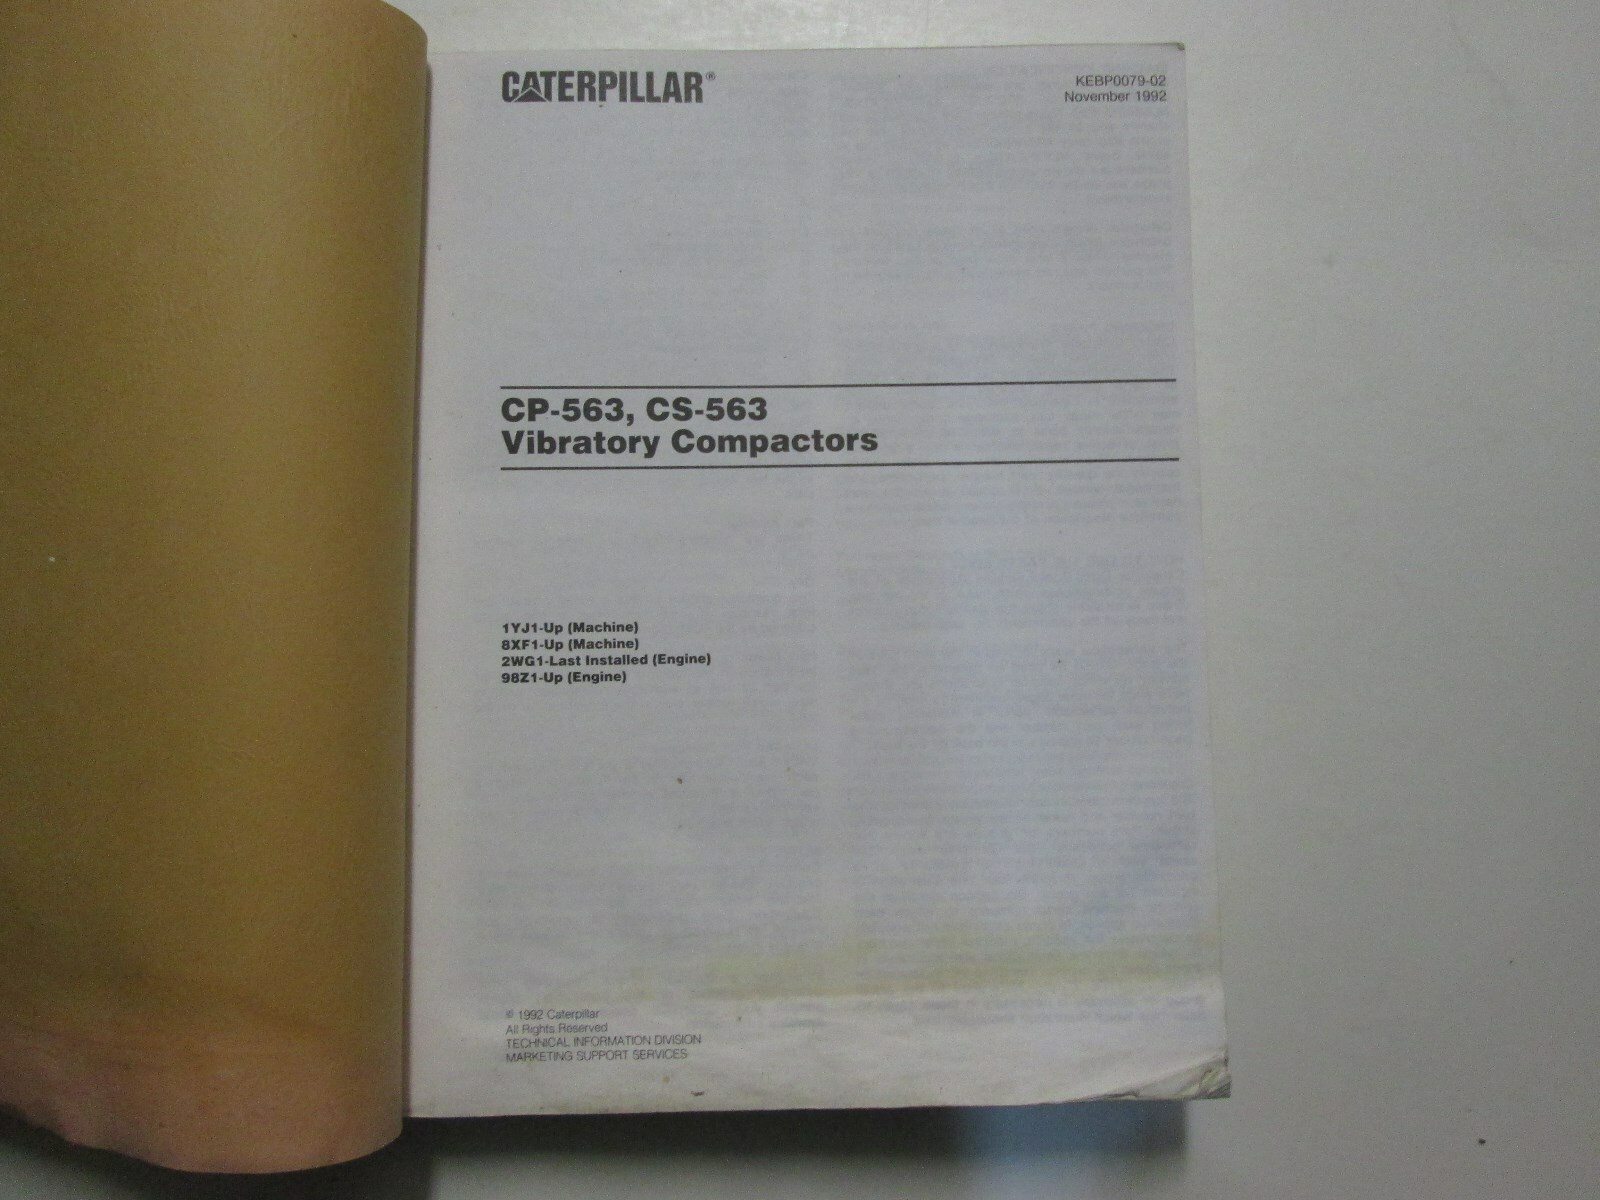 CATERPILLAR®
KEBP0079-02
November 1992
CP-563, CS-563
Vibratory Compactors
1YJ1-Up (Machine)
8XF1-Up (Machine)
2WG1-Last Installed (Engine)
98Z1-Up (Engine)
© 1992 Caterpillar
All Rights Reserved
TECHNICAL INFORMATION DIVISION
MARKETING SUPPORT SERVICES